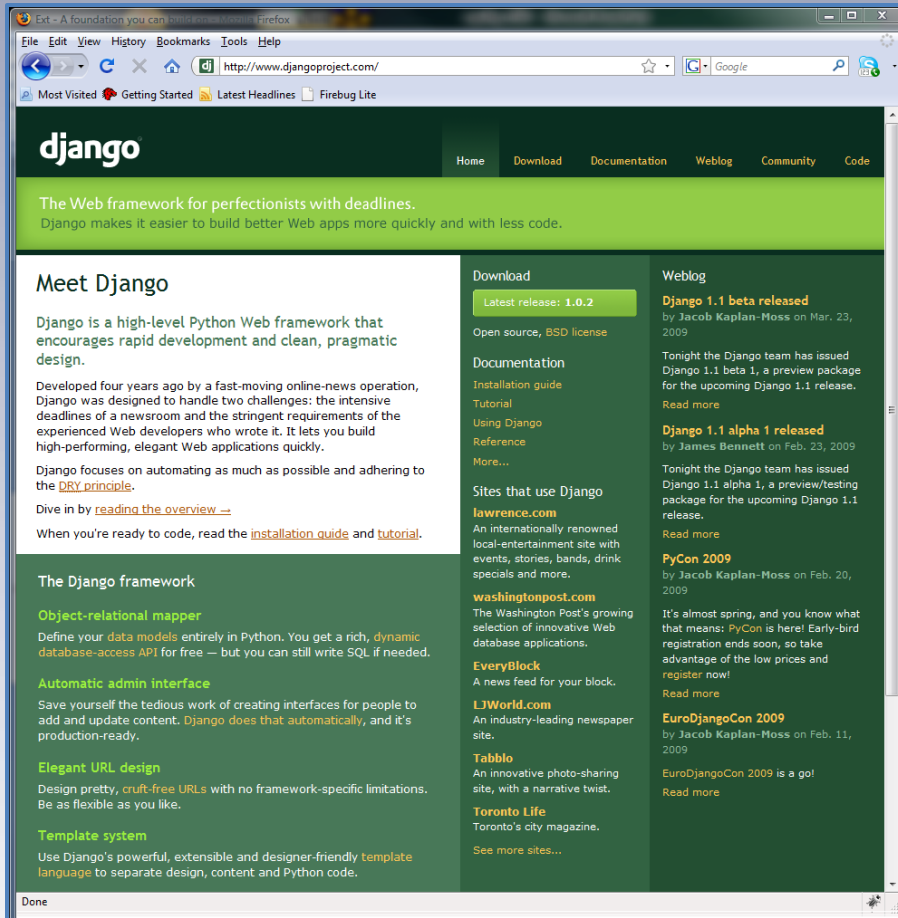 Ext - A foundation you can build on - Mozilla Firefox
File Edit View History Bookmarks Tools Help
dj http://www.djangoproject.com/ G Google
Most Visited Getting Started Latest Headlines Firebug Lite
django
Home Download Documentation Weblog Community Code
The Web framework for perfectionists with deadlines.
Django makes it easier to build better Web apps more quickly and with less code.
Meet Django
Django is a high-level Python Web framework that
encourages rapid development and clean, pragmatic
design.
Developed four years ago by a fast-moving online-news operation,
Django was designed to handle two challenges: the intensive
deadlines of a newsroom and the stringent requirements of the
experienced Web developers who wrote it. It lets you build
high-performing, elegant Web applications quickly.
Django focuses on automating as much as possible and adhering to
the DRY principle.
Dive in by reading the overview →
When you're ready to code, read the installation guide and tutorial.
The Django framework
Object-relational mapper
Define your data models entirely in Python. You get a rich, dynamic
database-access API for free — but you can still write SQL if needed.
Automatic admin interface
Save yourself the tedious work of creating interfaces for people to
add and update content. Django does that automatically, and it's
production-ready.
Elegant URL design
Design pretty, cruft-free URLs with no framework-specific limitations.
Be as flexible as you like.
Template system
Use Django's powerful, extensible and designer-friendly template
language to separate design, content and Python code.
Download
Latest release: 1.0.2
Open source, BSD license
Documentation
Installation guide
Tutorial
Using Django
Reference
More...
Sites that use Django
lawrence.com
An internationally renowned
local-entertainment site with
events, stories, bands, drink
specials and more.
washingtonpost.com
The Washington Post's growing
selection of innovative Web
database applications.
EveryBlock
A news feed for your block.
LJWorld.com
An industry-leading newspaper
site.
Tabblo
An innovative photo-sharing
site, with a narrative twist.
Toronto Life
Toronto's city magazine.
See more sites...
Weblog
Django 1.1 beta released
by Jacob Kaplan-Moss on Mar. 23,
2009
Tonight the Django team has issued
Django 1.1 beta 1, a preview package
for the upcoming Django 1.1 release.
Read more
Django 1.1 alpha 1 released
by James Bennett on Feb. 23, 2009
Tonight the Django team has issued
Django 1.1 alpha 1, a preview/testing
package for the upcoming Django 1.1
release.
Read more
PyCon 2009
by Jacob Kaplan-Moss on Feb. 20,
2009
It's almost spring, and you know what
that means: PyCon is here! Early-bird
registration ends soon, so take
advantage of the low prices and
register now!
Read more
EuroDjangoCon 2009
by Jacob Kaplan-Moss on Feb. 11,
2009
EuroDjangoCon 2009 is a go!
Read more
Done